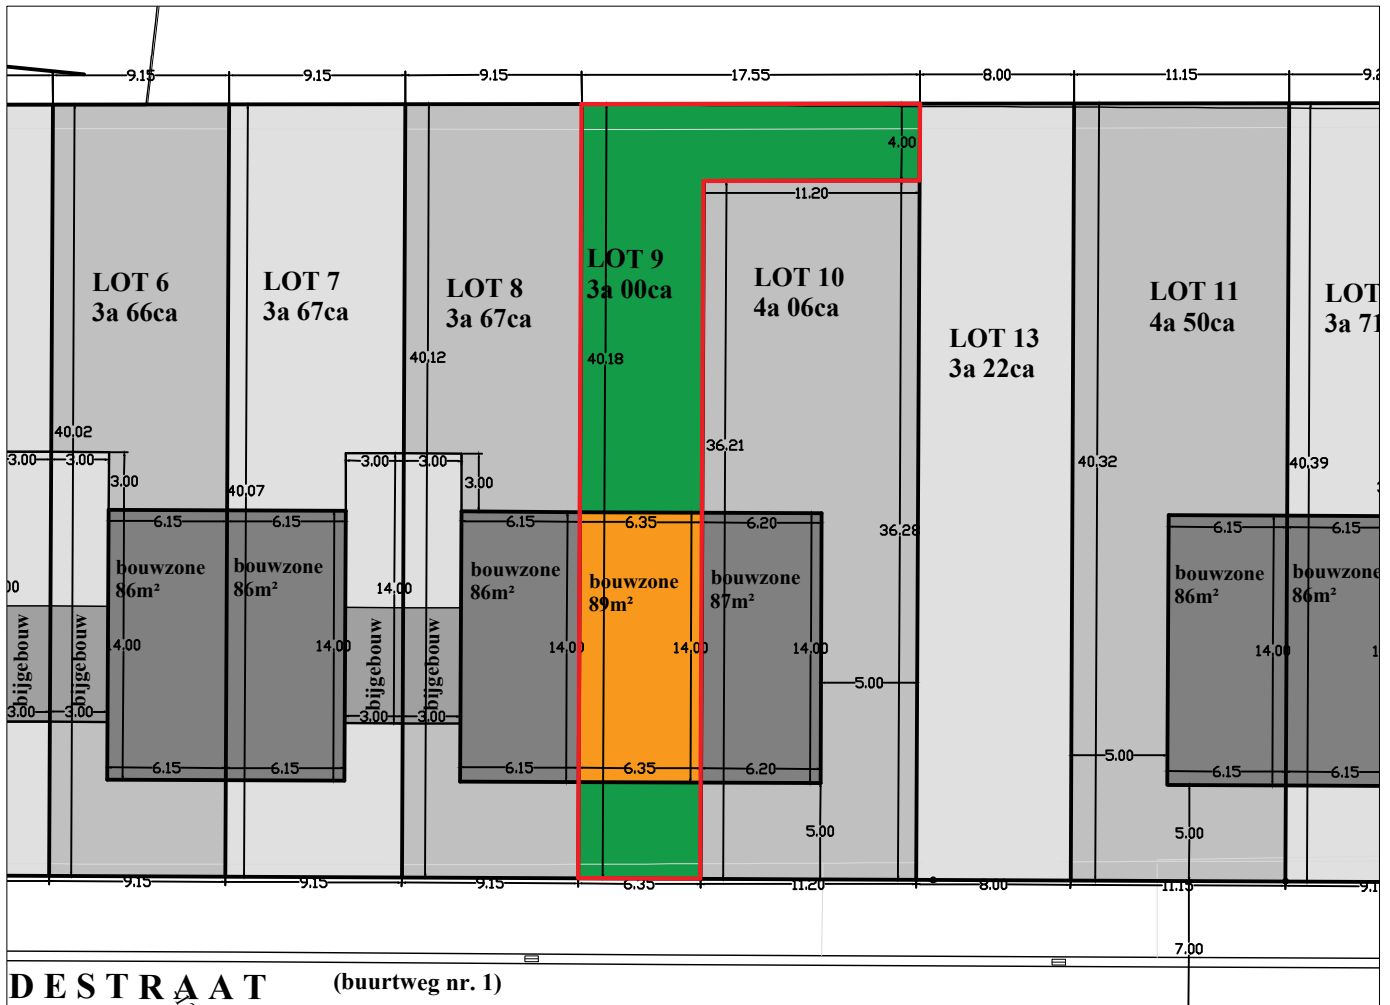 9.15
9.15
9.15
17.55
8.00
11.15
4.00
11.20
LOT 6
3a 66ca
LOT 7
3a 67ca
LOT 8
3a 67ca
LOT 9
3a 00ca
LOT 10
4a 06ca
LOT 13
3a 22ca
LOT 11
4a 50ca
LOT
3a 71
40.02
40.07
40.12
40.18
36.21
36.28
40.32
40.39
3.00
3.00
3.00
3.00
3.00
3.00
6.15
6.15
6.15
6.35
6.20
6.15
6.15
bouwzone
86m²
bouwzone
86m²
bouwzone
86m²
bouwzone
89m²
bouwzone
87m²
bouwzone
86m²
bouwzone
86m²
14.00
bijgebouw
bijgebouw
bijgebouw
bijgebouw
14.00
14.00
14.00
14.00
14.00
14.00
5.00
3.00
3.00
3.00
3.00
5.00
6.15
6.15
6.15
6.35
6.20
6.15
6.15
5.00
5.00
9.15
9.15
9.15
6.35
11.20
8.00
11.15
7.00
DESTRAAT
(buurtweg nr. 1)